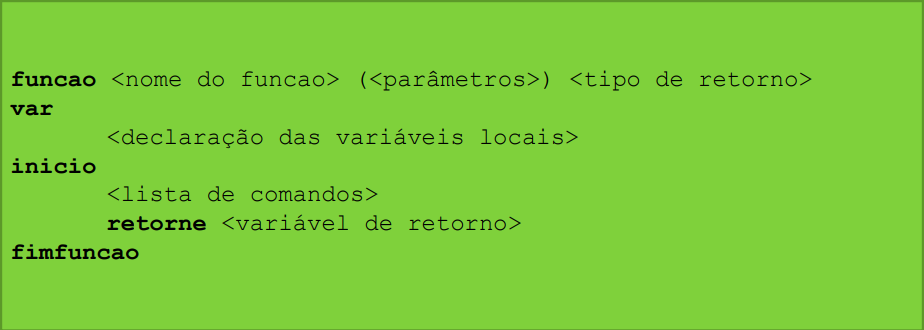 funcao <nome do funcao> (<parâmetros>) <tipo de retorno>
var
<declaração das variáveis locais>
inicio
<lista de comandos>
retorne <variável de retorno>
fimfuncao